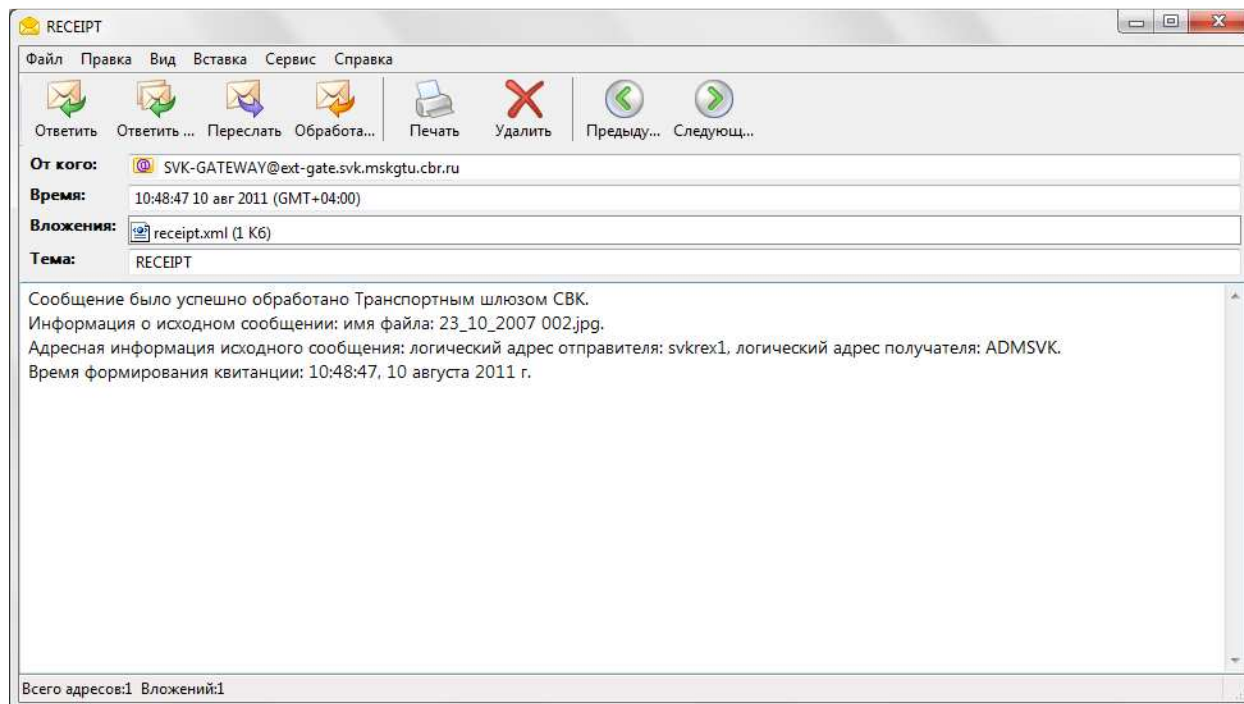 RECEIPT
Файл Правка Вид Вставка Сервис Справка
Ответить Ответить ... Переслать Обработа... Печать Удалить Предыду... Следующ...
От кого: SVK-GATEWAY@ext-gate.svk.mskgtu.cbr.ru
Время: 10:48:47 10 авг 2011 (GMT+04:00)
Вложения: receipt.xml (1 Кб)
Тема: RECEIPT
Сообщение было успешно обработано Транспортным шлюзом СВК.
Информация о исходном сообщении: имя файла: 23_10_2007 002.jpg.
Адресная информация исходного сообщения: логический адрес отправителя: svkrex1, логический адрес получателя: ADMSVK.
Время формирования квитанции: 10:48:47, 10 августа 2011 г.
Всего адресов:1 Вложений:1